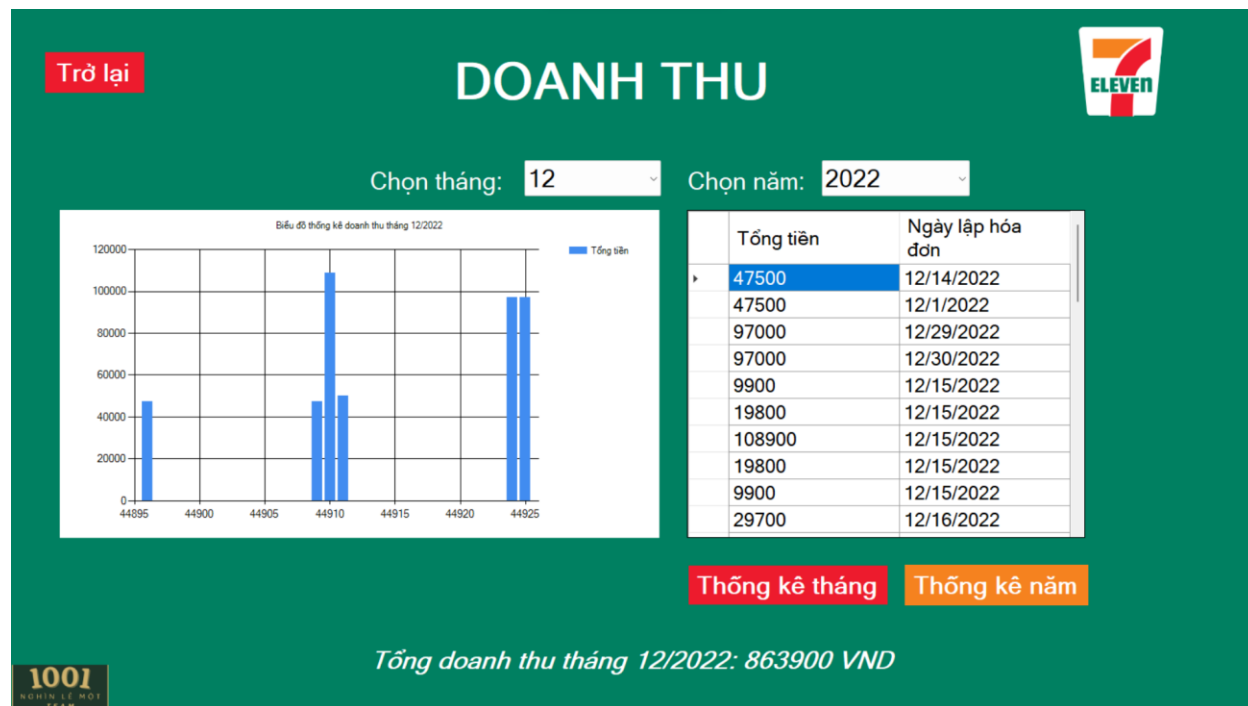 Trở lại
DOANH THU
7
ELEVEn
Chọn tháng: 12
Chọn năm: 2022
Biểu đồ thống kê doanh thu tháng 12/2022
Tổng tiền
120000
100000
80000
60000
40000
20000
0
44895 44900 44905 44910 44915 44920 44925
Tổng tiền Ngày lập hóa
đơn
47500 12/14/2022
47500 12/1/2022
97000 12/29/2022
97000 12/30/2022
9900 12/15/2022
19800 12/15/2022
108900 12/15/2022
19800 12/15/2022
9900 12/15/2022
29700 12/16/2022
Thống kê tháng Thống kê năm
Tổng doanh thu tháng 12/2022: 863900 VND
1001
NGHÌN LẺ MỘT
TEAM